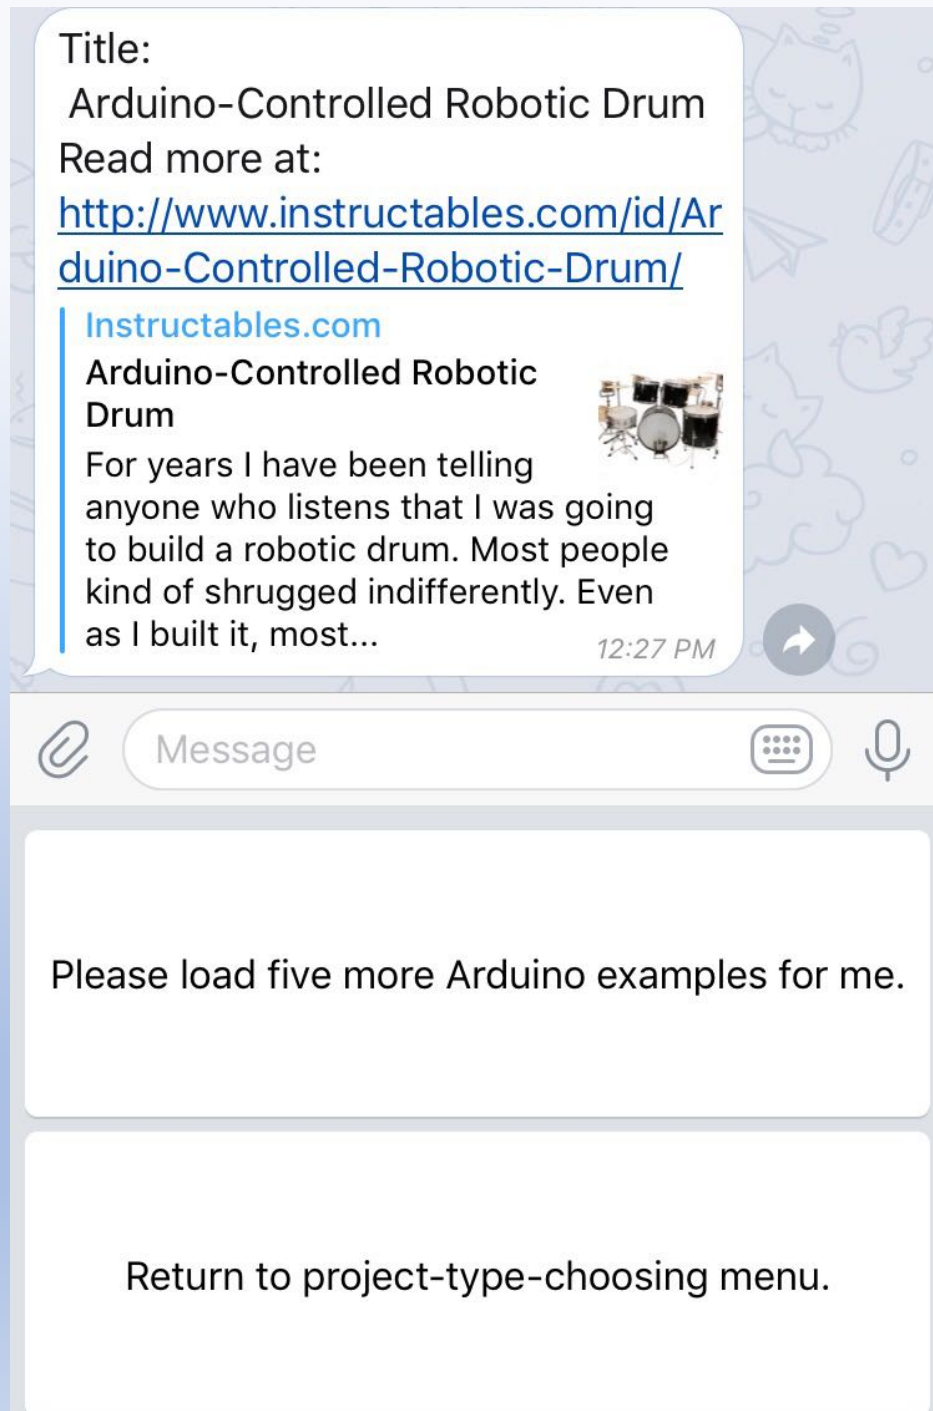 Title:
Arduino-Controlled Robotic Drum
Read more at:
http://www.instructables.com/id/Ar
duino-Controlled-Robotic-Drum/
Instructables.com
Arduino-Controlled Robotic
Drum
For years I have been telling
anyone who listens that I was going
to build a robotic drum. Most people
kind of shrugged indifferently. Even
as I built it, most...
12:27 PM
Message
Please load five more Arduino examples for me.
Return to project-type-choosing menu.